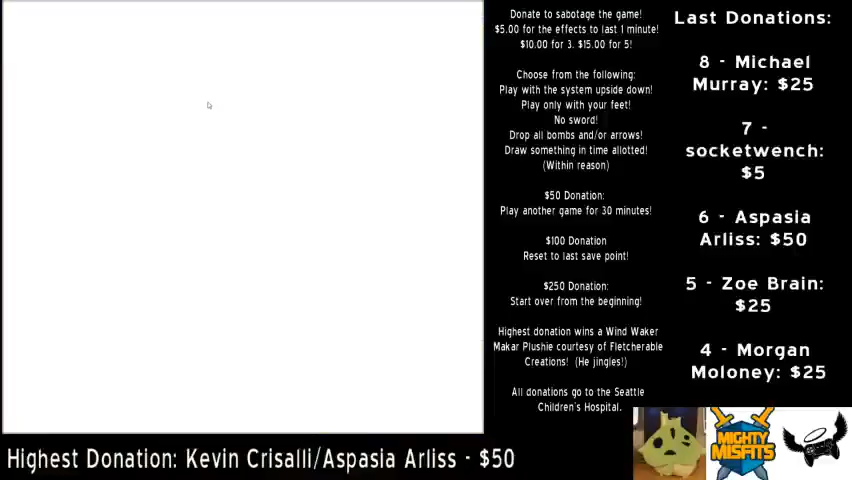 Donate to sabotage the game!
$5.00 for the effects to last 1 minute!
$10.00 for 3. $15.00 for 5!
Choose from the following:
Play with the system upside down!
Play only with your feet!
No sword!
Drop all bombs and/or arrows!
Draw something in time allotted!
(Within reason)
$50 Donation:
Play another game for 30 minutes!
$100 Donation
Reset to last save point!
$250 Donation:
Start over from the beginning!
Highest donation wins a Wind Waker
Makar Plushie courtesy of Fletcherable
Creations! (He jingles!)
All donations go to the Seattle
Children's Hospital.
Last Donations:
8 - Michael
Murray: $25
7 -
socketwench:
$5
6 - Aspasia
Arliss: $50
5 - Zoe Brain:
$25
4 - Morgan
Moloney: $25
MIGHTY
MISFITS
Highest Donation: Kevin Crisalli/Aspasia Arliss - $50